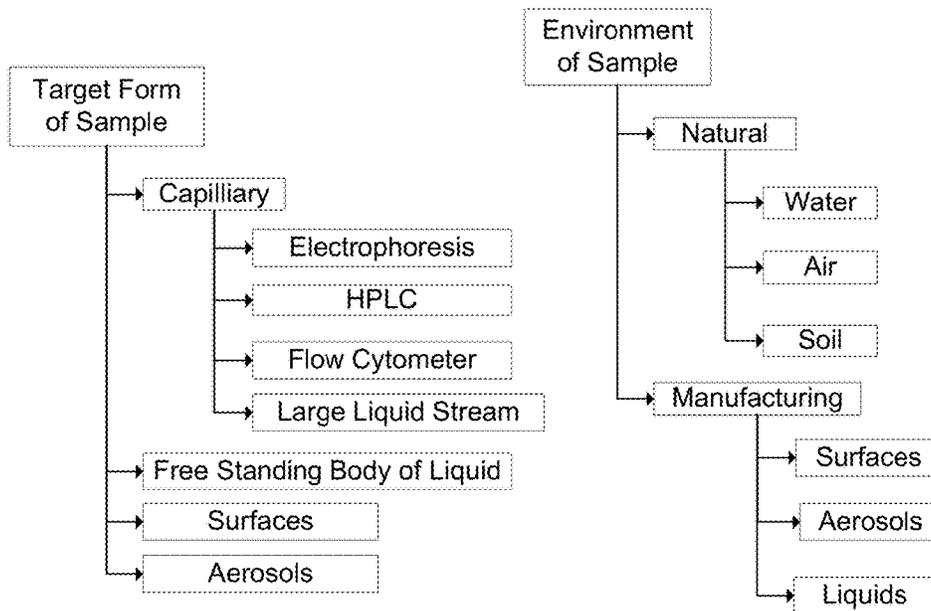 Target Form
of Sample
Capilliary
Electrophoresis
HPLC
Flow Cytometer
Large Liquid Stream
Free Standing Body of Liquid
Surfaces
Aerosols
Environment
of Sample
Natural
Water
Air
Soil
Manufacturing
Surfaces
Aerosols
Liquids